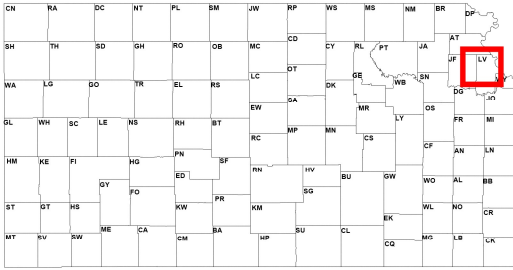 CN RA DC NT PL SM JW RP WS MS NM BR DP
SH TH SD GH RO OB MC CD CY RL PT JA AT JF LV
WA LG GO TR EL RS LC OT GE WB SN WY
DK DG JO
GL WH SC LE NS RH BT EW SA MR LY OS FR MI
RC MP MN CS
HM KE FI HG PN SF CF AN LN
GY ED RN HV BU GW WO AL BB
ST GT HS FO KW PR KM SG WL NO CR
ME EK
MT SV SW CA CM BA HP SU CL CQ MG LB CK